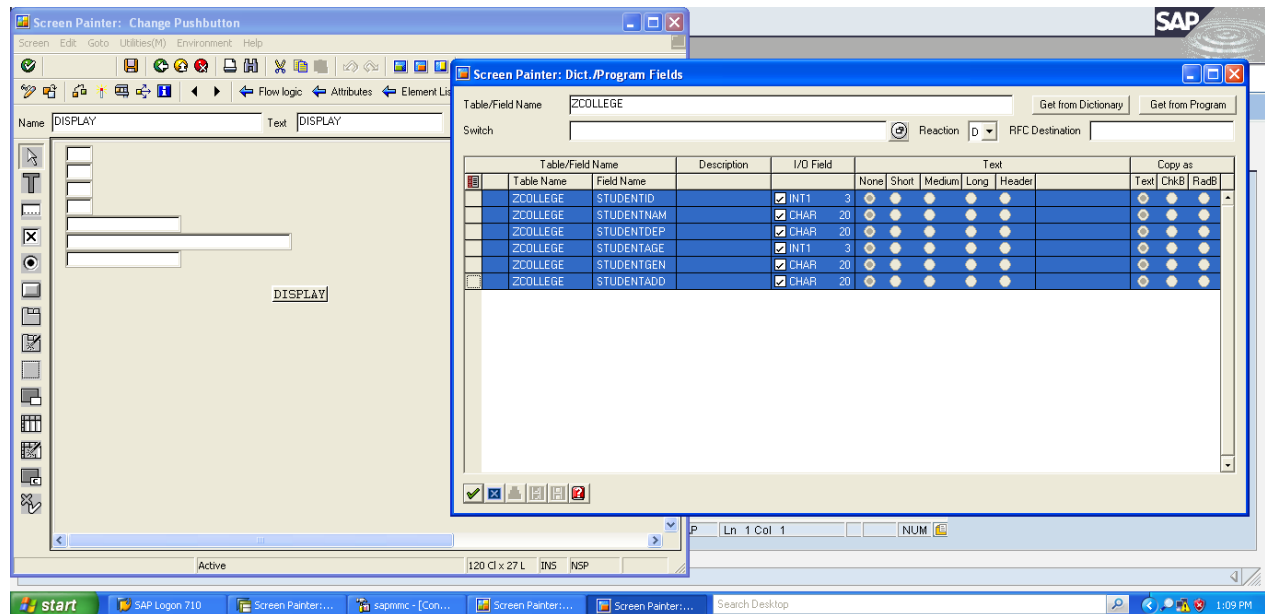 Screen Painter: Change Pushbutton
SAP
Screen Edit Goto Utilities(M) Environment Help
Flow logic Attributes Element Lis
Name DISPLAY Text DISPLAY
DISPLAY
Screen Painter: Dict./Program Fields
Table/Field Name ZCOLLEGE Get from Dictionary Get from Program
Switch Reaction D RFC Destination
Table/Field Name Description I/O Field Text Copy as
Table Name Field Name None Short Medium Long Header Text ChkB RadB
ZCOLLEGE STUDENTID INT1 3
ZCOLLEGE STUDENTNAM CHAR 20
ZCOLLEGE STUDENTDEP CHAR 20
ZCOLLEGE STUDENTAGE INT1 3
ZCOLLEGE STUDENTGEN CHAR 20
ZCOLLEGE STUDENTADD CHAR 20
P Ln 1 Col 1 NUM
Active 120 Cl x 27 L INS NSP
start SAP Logon 710 Screen Painter:... sapmmc - [Con... Screen Painter:... Screen Painter:... Search Desktop 1:09 PM